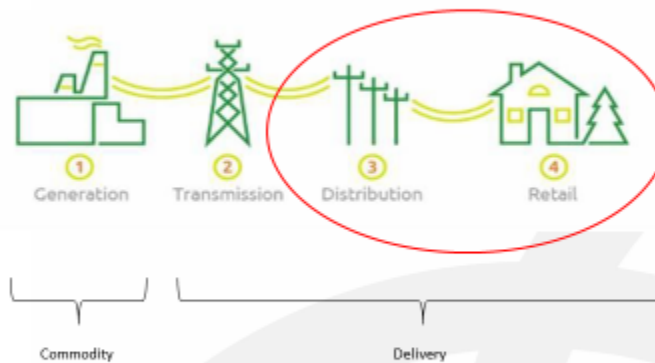 1 2 3 4
Generation Transmission Distribution Retail
Commodity Delivery